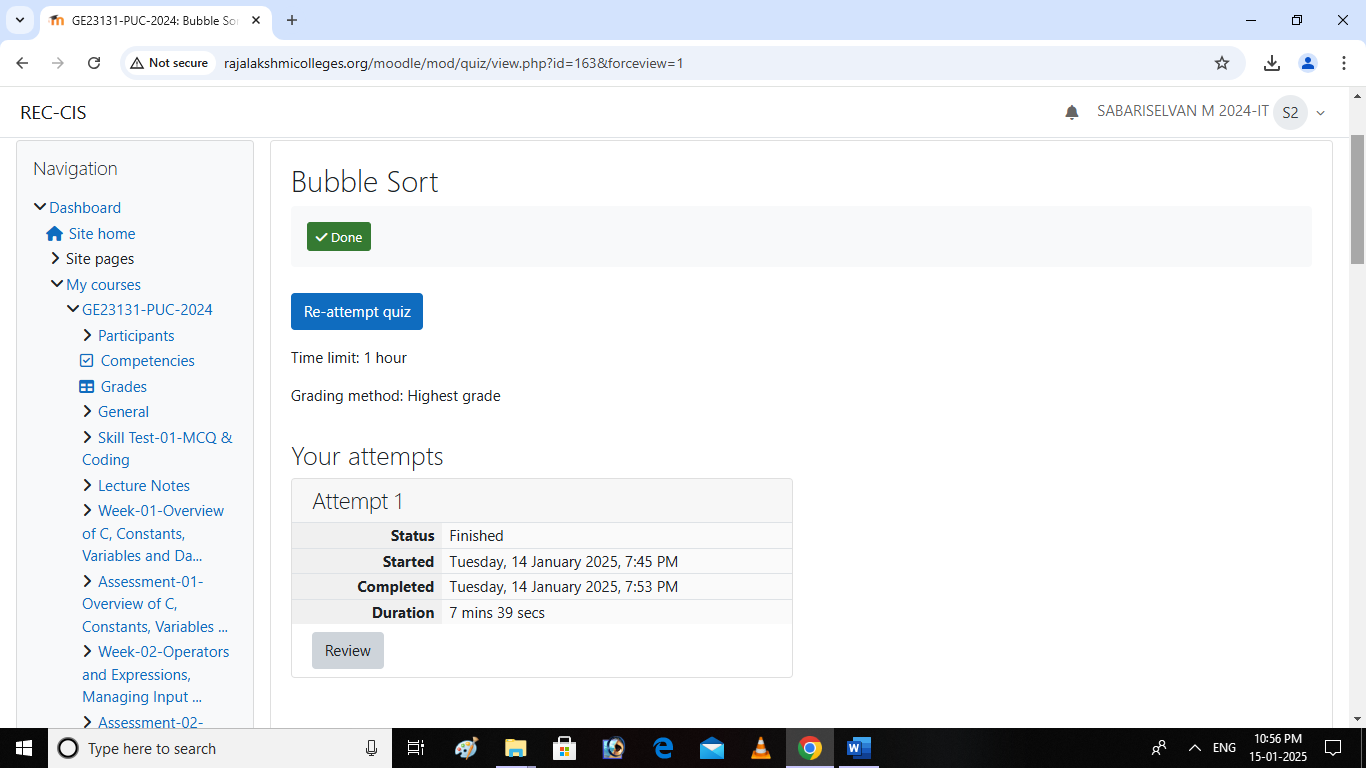 GE23131-PUC-2024: Bubble So
Not secure
rajalakshmicolleges.org/moodle/mod/quiz/view.php?id=163&forceview=1
REC-CIS
SABARISELVAN M 2024-IT
S2
Navigation
Dashboard
Site home
Site pages
My courses
GE23131-PUC-2024
Participants
Competencies
Grades
General
Skill Test-01-MCQ &
Coding
Lecture Notes
Week-01-Overview
of C, Constants,
Variables and Da...
Assessment-01-
Overview of C,
Constants, Variables ...
Week-02-Operators
and Expressions,
Managing Input ...
Assessment-02-
Bubble Sort
Done
Re-attempt quiz
Time limit: 1 hour
Grading method: Highest grade
Your attempts
Attempt 1
Status Finished
Started Tuesday, 14 January 2025, 7:45 PM
Completed Tuesday, 14 January 2025, 7:53 PM
Duration 7 mins 39 secs
Review
Type here to search
ENG
10:56 PM
15-01-2025